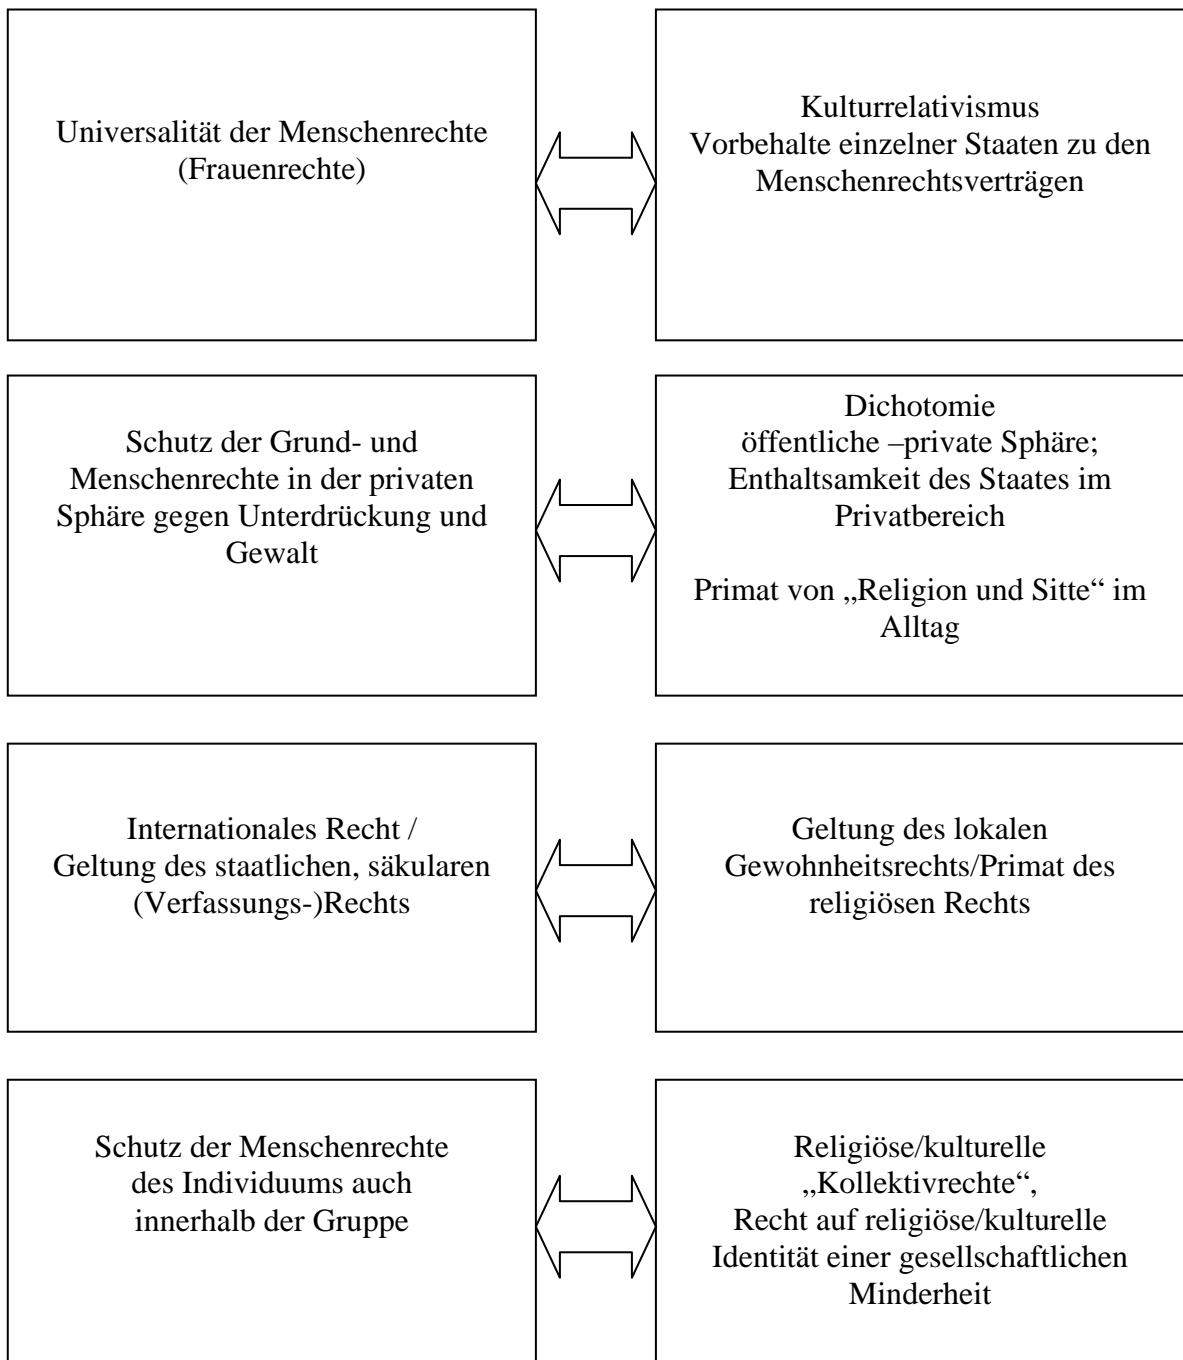 Universalität der Menschenrechte
(Frauenrechte)
Kulturrelativismus
Vorbehalte einzelner Staaten zu den
Menschenrechtsverträgen
Schutz der Grund- und
Menschenrechte in der privaten
Sphäre gegen Unterdrückung und
Gewalt
Dichotomie
öffentliche –private Sphäre;
Enthaltsamkeit des Staates im
Privatbereich
Primat von „Religion und Sitte“ im
Alltag
Internationales Recht /
Geltung des staatlichen, säkularen
(Verfassungs-)Rechts
Geltung des lokalen
Gewohnheitsrechts/Primat des
religiösen Rechts
Schutz der Menschenrechte
des Individuums auch
innerhalb der Gruppe
Religiöse/kulturelle
„Kollektivrechte“,
Recht auf religiöse/kulturelle
Identität einer gesellschaftlichen
Minderheit